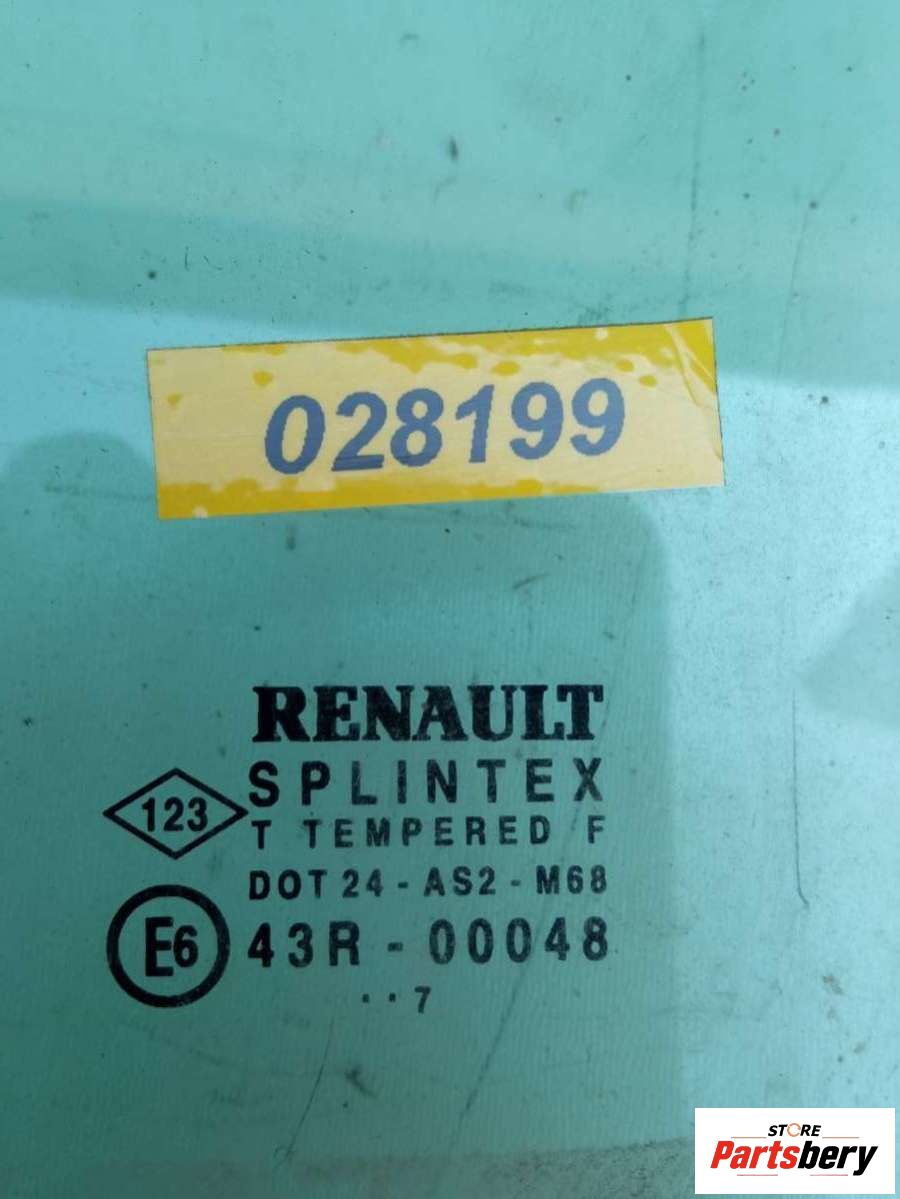 028199
RENAULT
SPLINTEX
123
T TEMPERED F
DOT 24 - AS2 - M68
E6 43R - 00048
. . 7
STORE
Partsbery